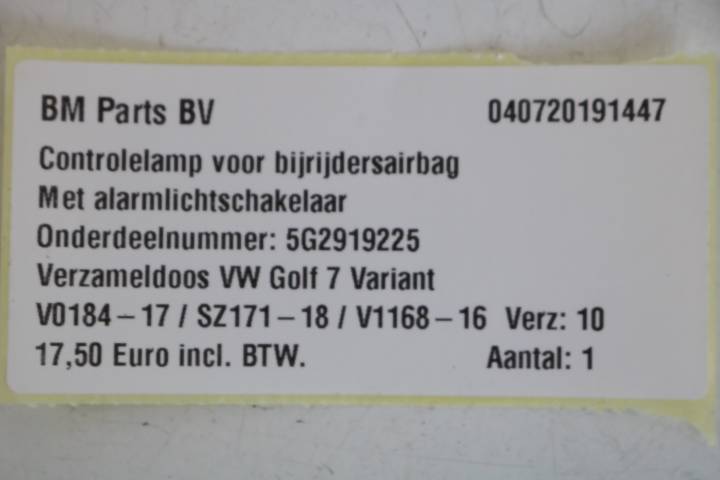 BM Parts BV 040720191447
Controlelamp voor bijrijdersairbag
Met alarmlichtschakelaar
Onderdeelnummer: 5G2919225
Verzameldoos VW Golf 7 Variant
V0184 – 17 / SZ171 – 18 / V1168 – 16 Verz: 10
17,50 Euro incl. BTW. Aantal: 1